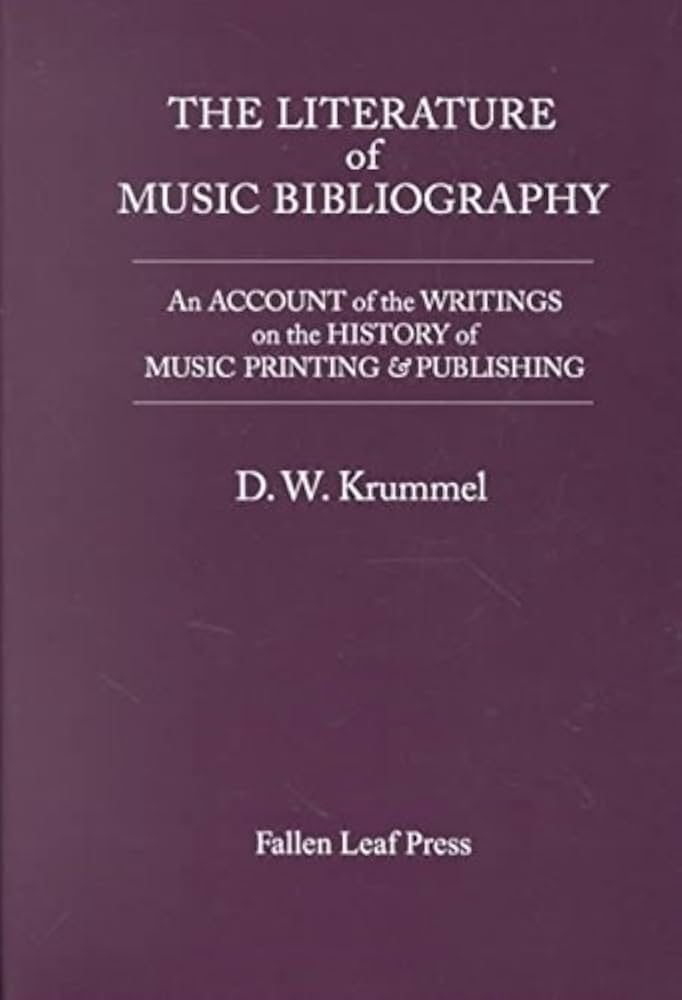 THE LITERATURE
of
MUSIC BIBLIOGRAPHY
An ACCOUNT of the WRITINGS
on the HISTORY of
MUSIC PRINTING & PUBLISHING
D. W. Krummel
Fallen Leaf Press